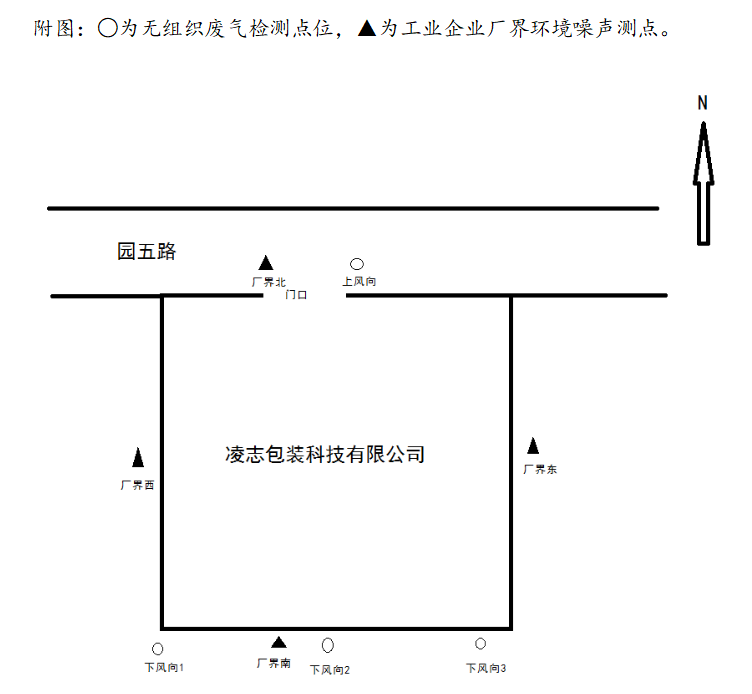 附图：○为无组织废气检测点位，▲为工业企业厂界环境噪声测点。
N
园五路
厂界北
上风向
门口
凌志包装科技有限公司
厂界西
厂界东
下风向1
厂界南
下风向2
下风向3